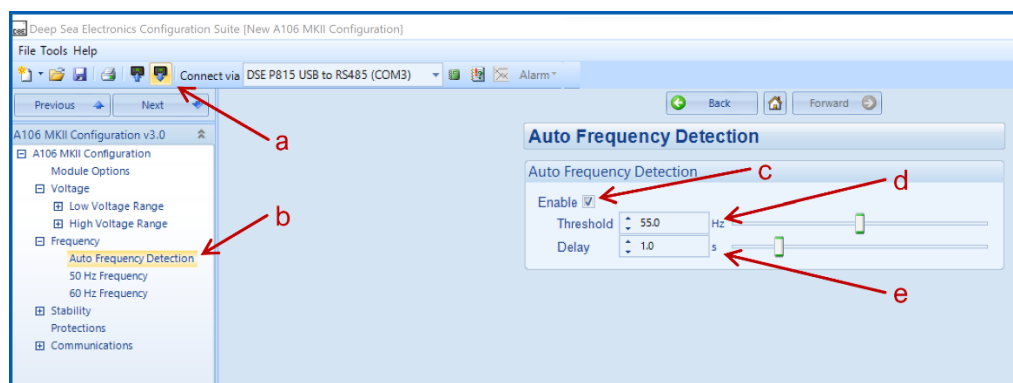 DSE Deep Sea Electronics Configuration Suite [New A106 MKII Configuration]
File Tools Help
Connect via DSE P815 USB to RS485 (COM3) Alarm
Previous Next
Back Forward
A106 MKII Configuration v3.0
a
Auto Frequency Detection
A106 MKII Configuration
Module Options
Auto Frequency Detection
c
d
Voltage
Low Voltage Range
Enable
High Voltage Range
b
Threshold 55.0 Hz
Frequency
Delay 1.0 s
Auto Frequency Detection
50 Hz Frequency
60 Hz Frequency
e
Stability
Protections
Communications